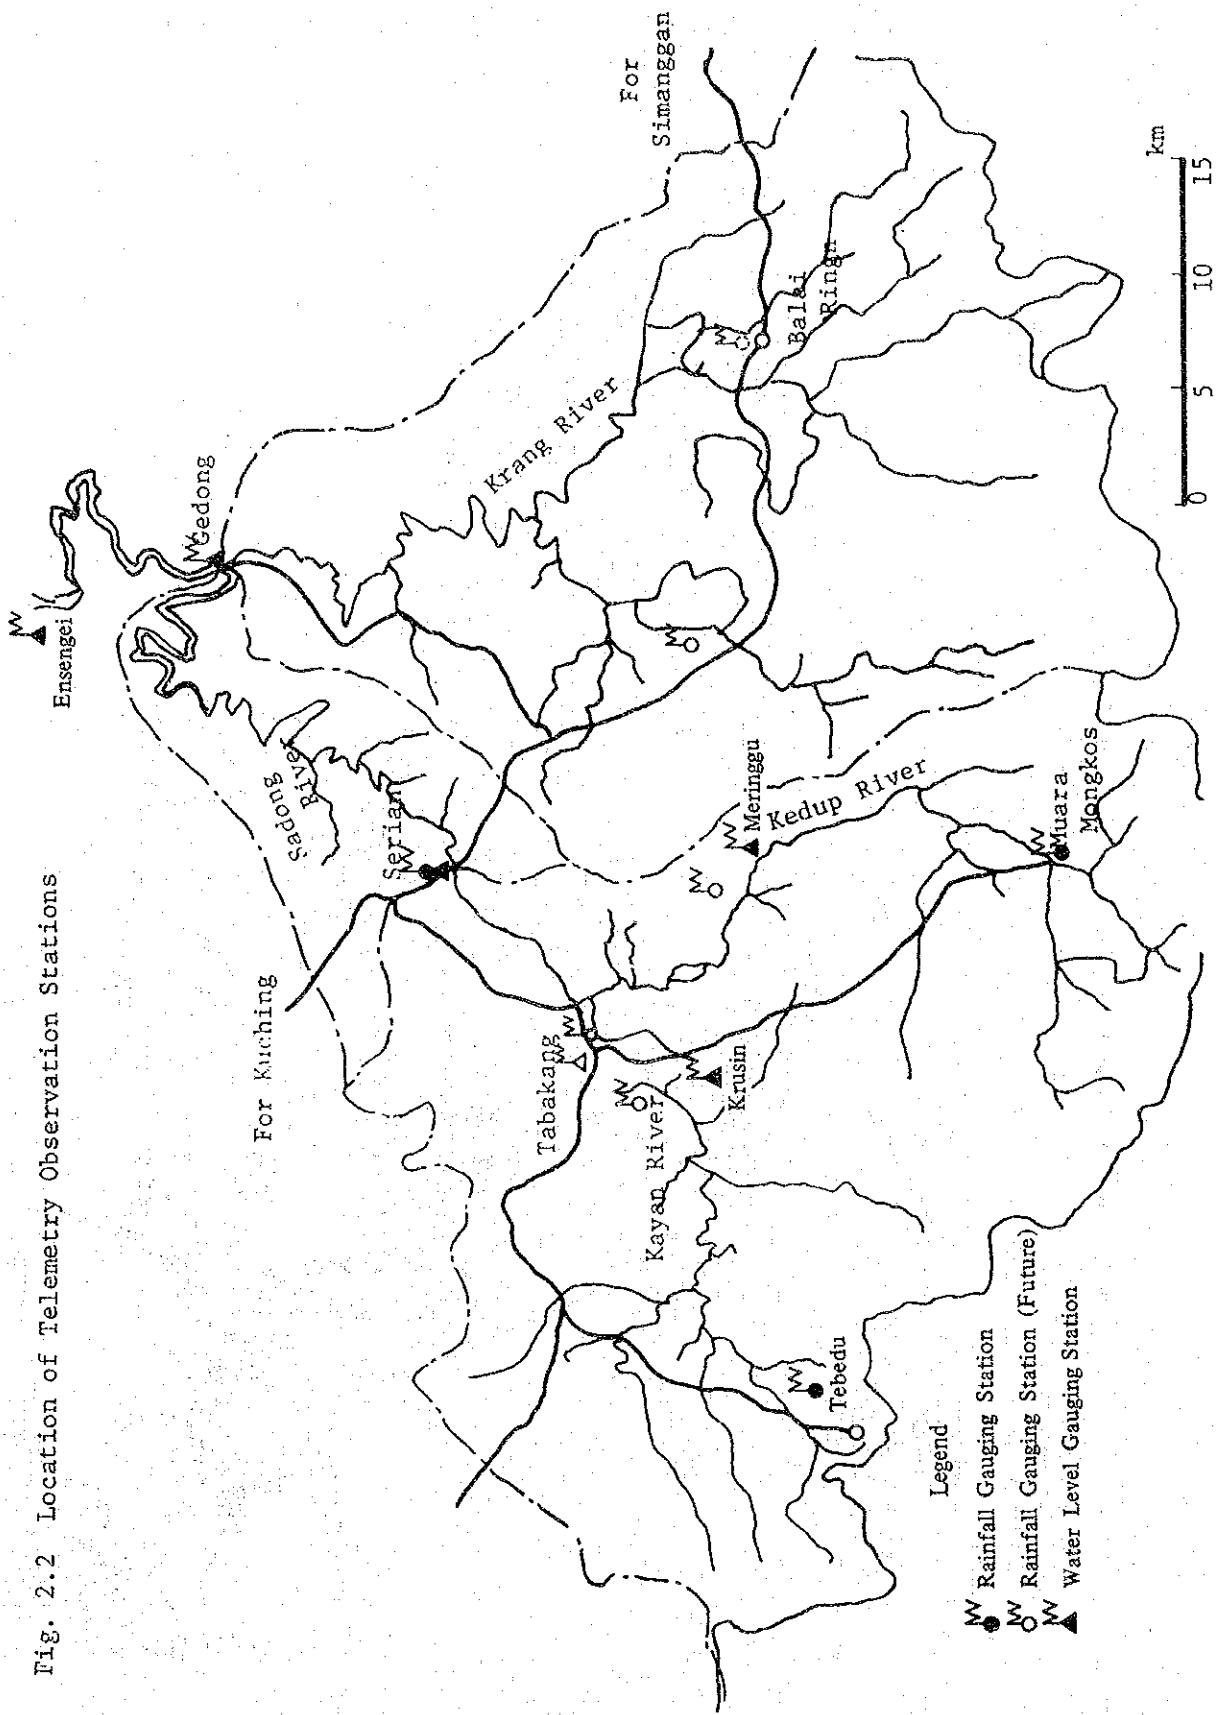 Fig. 2.2 Location of Telemetry Observation Stations
Ensengei
Gedong
For
Simanggan
Sadong
River
Krang River
For Kuching
Serian
Balai
Ringn
Tabakang
Meringgu
Kedup River
Kayan River
Krusin
Muara
Mongkos
Tebedu
Legend
Rainfall Gauging Station
Rainfall Gauging Station (Future)
Water Level Gauging Station
0 5 10 15
km